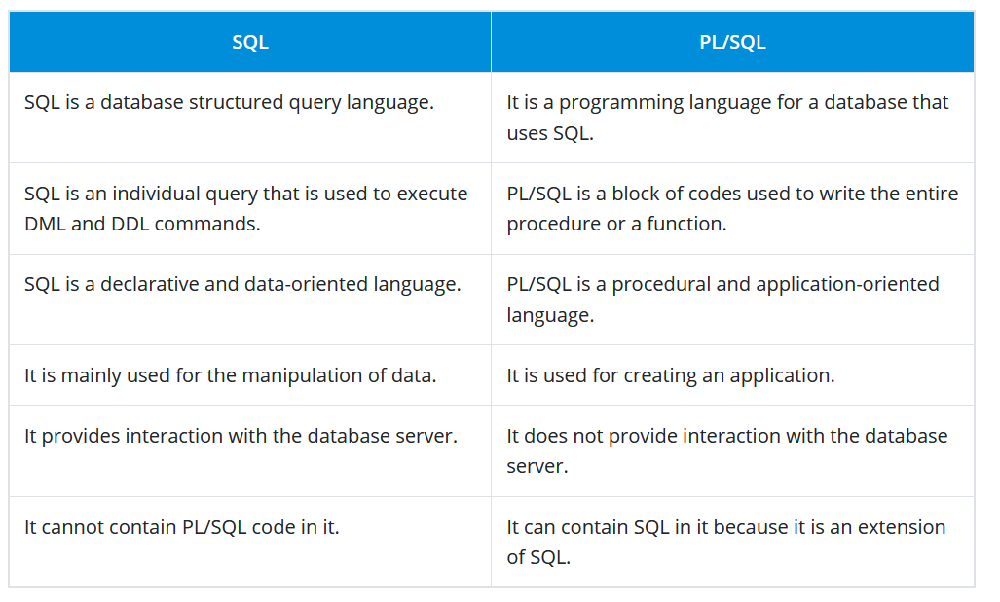 SQL
PL/SQL
SQL is a database structured query language.
It is a programming language for a database that
uses SQL.
SQL is an individual query that is used to execute
DML and DDL commands.
PL/SQL is a block of codes used to write the entire
procedure or a function.
SQL is a declarative and data-oriented language.
PL/SQL is a procedural and application-oriented
language.
It is mainly used for the manipulation of data.
It is used for creating an application.
It provides interaction with the database server.
It does not provide interaction with the database
server.
It cannot contain PL/SQL code in it.
It can contain SQL in it because it is an extension
of SQL.